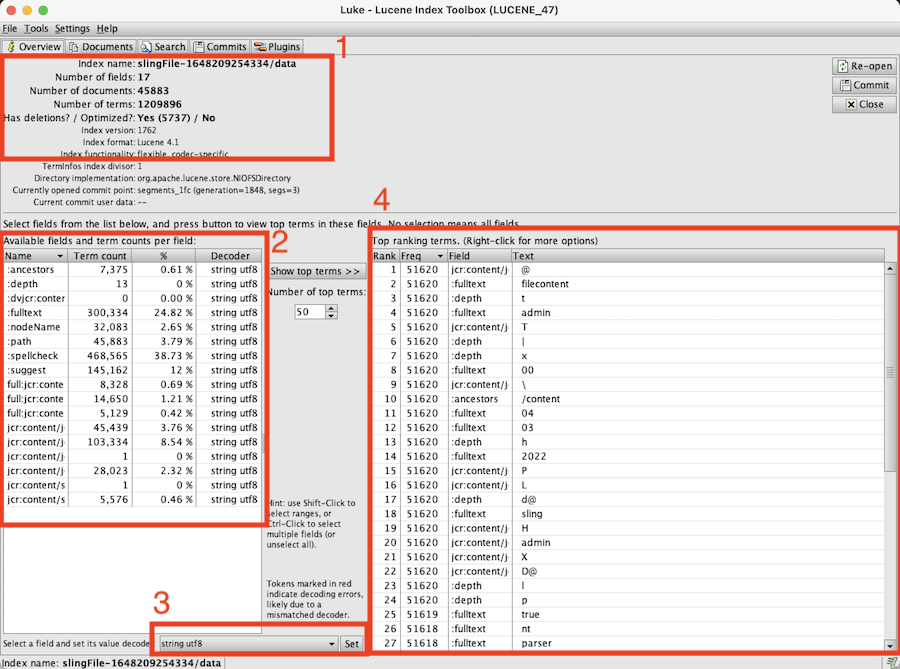 Luke - Lucene Index Toolbox (LUCENE_47)
File Tools Settings Help
Overview Documents Search Commits Plugins
1
Index name: slingFile-1648209254334/data
Number of fields: 17
Number of documents: 45883
Number of terms: 1209896
Has deletions? / Optimized?: Yes (5737) / No
Index version: 1762
Index format: Lucene 4.1
Index functionality: flexible, codec-specific
TermInfos index divisor: 1
Directory implementation: org.apache.lucene.store.NIOFSDirectory
Currently opened commit point: segments_1fc (generation=1848, segs=3)
Current commit user data: --
Re-open
Commit
Close
Select fields from the list below, and press button to view top terms in these fields. No selection means all fields.
2
Available fields and term counts per field:
Name Term count % Decoder
:ancestors 7,375 0.61 % string utf8
:depth 13 0 % string utf8
:dvjcr:conter 0 0.00 % string utf8
:fulltext 300,334 24.82 % string utf8
:nodeName 32,083 2.65 % string utf8
:path 45,883 3.79 % string utf8
:spellcheck 468,565 38.73 % string utf8
:suggest 145,162 12 % string utf8
full:jcr:conte 8,328 0.69 % string utf8
full:jcr:conte 14,650 1.21 % string utf8
full:jcr:conte 5,129 0.42 % string utf8
jcr:content/j 45,439 3.76 % string utf8
jcr:content/j 103,334 8.54 % string utf8
jcr:content/j 1 0 % string utf8
jcr:content/j 28,023 2.32 % string utf8
jcr:content/s 1 0 % string utf8
jcr:content/s 5,576 0.46 % string utf8
Show top terms >>
Number of top terms:
50
Hint: use Shift-Click to
select ranges, or
Ctrl-Click to select
multiple fields (or
unselect all).
Tokens marked in red
indicate decoding errors,
likely due to a
mismatched decoder.
3
Select a field and set its value decoder:
string utf8 Set
4
Top ranking terms. (Right-click for more options)
Rank Freq Field Text
1 51620 jcr:content/j @
2 51620 :fulltext filecontent
3 51620 :depth t
4 51620 :fulltext admin
5 51620 jcr:content/j T
6 51620 :depth |
7 51620 :depth x
8 51620 :fulltext 00
9 51620 jcr:content/j \
10 51620 :ancestors /content
11 51620 :fulltext 04
12 51620 :fulltext 03
13 51620 :depth h
14 51620 :fulltext 2022
15 51620 jcr:content/j P
16 51620 jcr:content/j L
17 51620 :depth d@
18 51620 :fulltext sling
19 51620 jcr:content/j H
20 51620 jcr:content/j admin
21 51620 jcr:content/j X
22 51620 jcr:content/j D@
23 51620 :depth l
24 51620 :depth p
25 51619 :fulltext true
26 51618 :fulltext nt
27 51618 :fulltext parser
Index name: slingFile-1648209254334/data